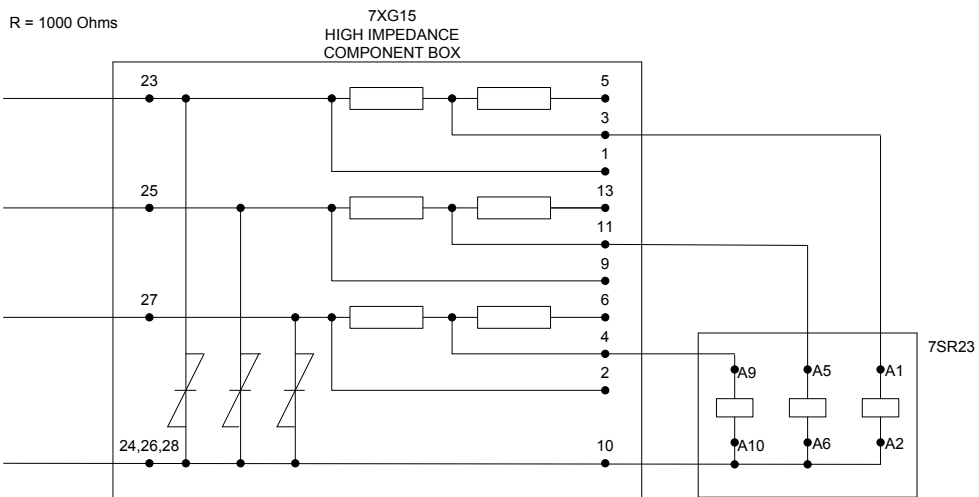 R = 1000 Ohms
7XG15
HIGH IMPEDANCE
COMPONENT BOX
23
5
3
1
25
13
11
9
27
6
4
2
7SR23
A9
A5
A1
24,26,28
10
A10
A6
A2